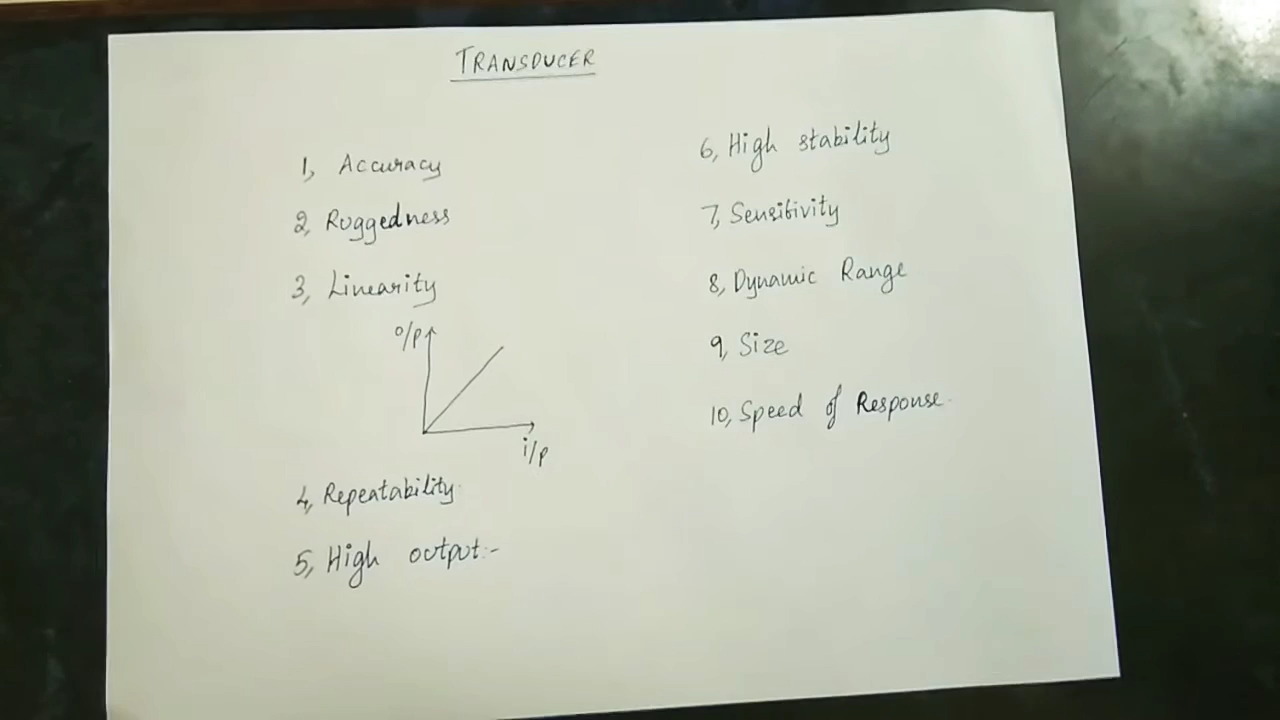 TRANSDUCER
1, Accuracy
2, Ruggedness
3, Linearity
o/p
i/p
4, Repeatability.
5, High output:-
6, High stability
7, Sensitivity
8, Dynamic Range
9, Size
10, Speed of Response.